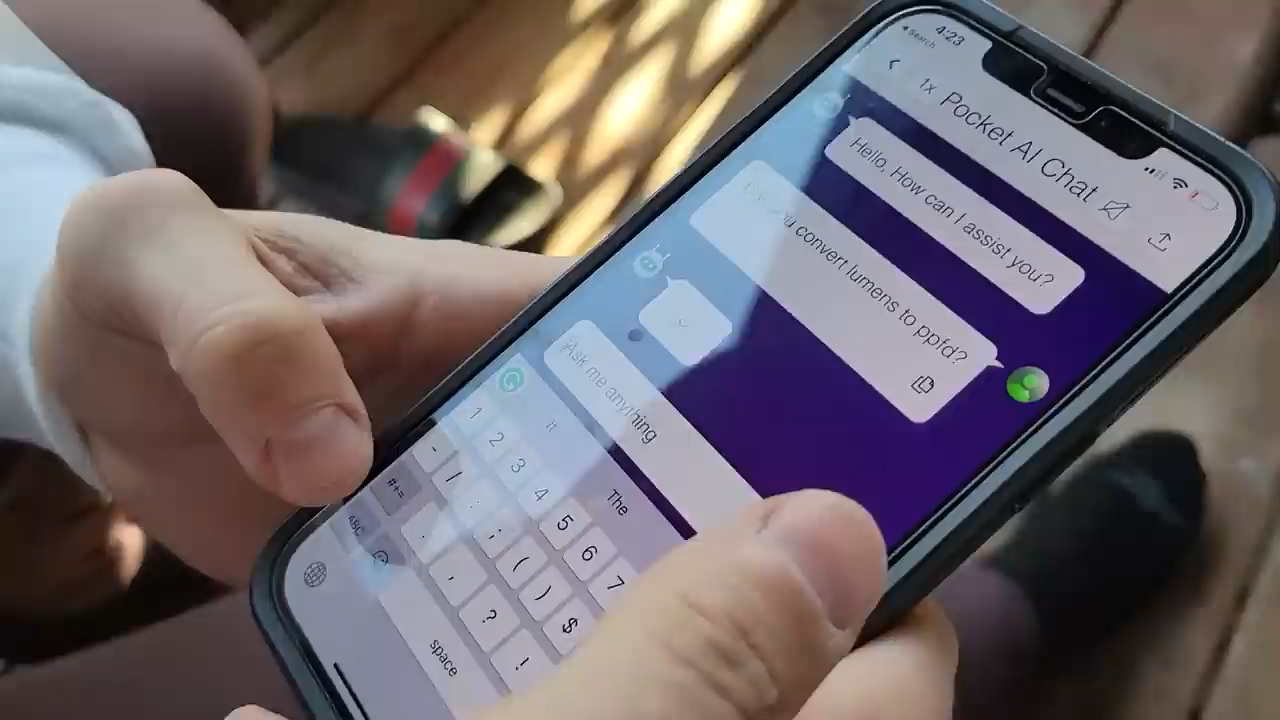 4:23
Search
1x Pocket AI Chat
Hello, How can I assist you?
you convert lumens to ppfd?
Ask me anything
it
The
1 2 3 4 5 6 7
- / : ; ( ) $
#+= . , ? !
ABC
space